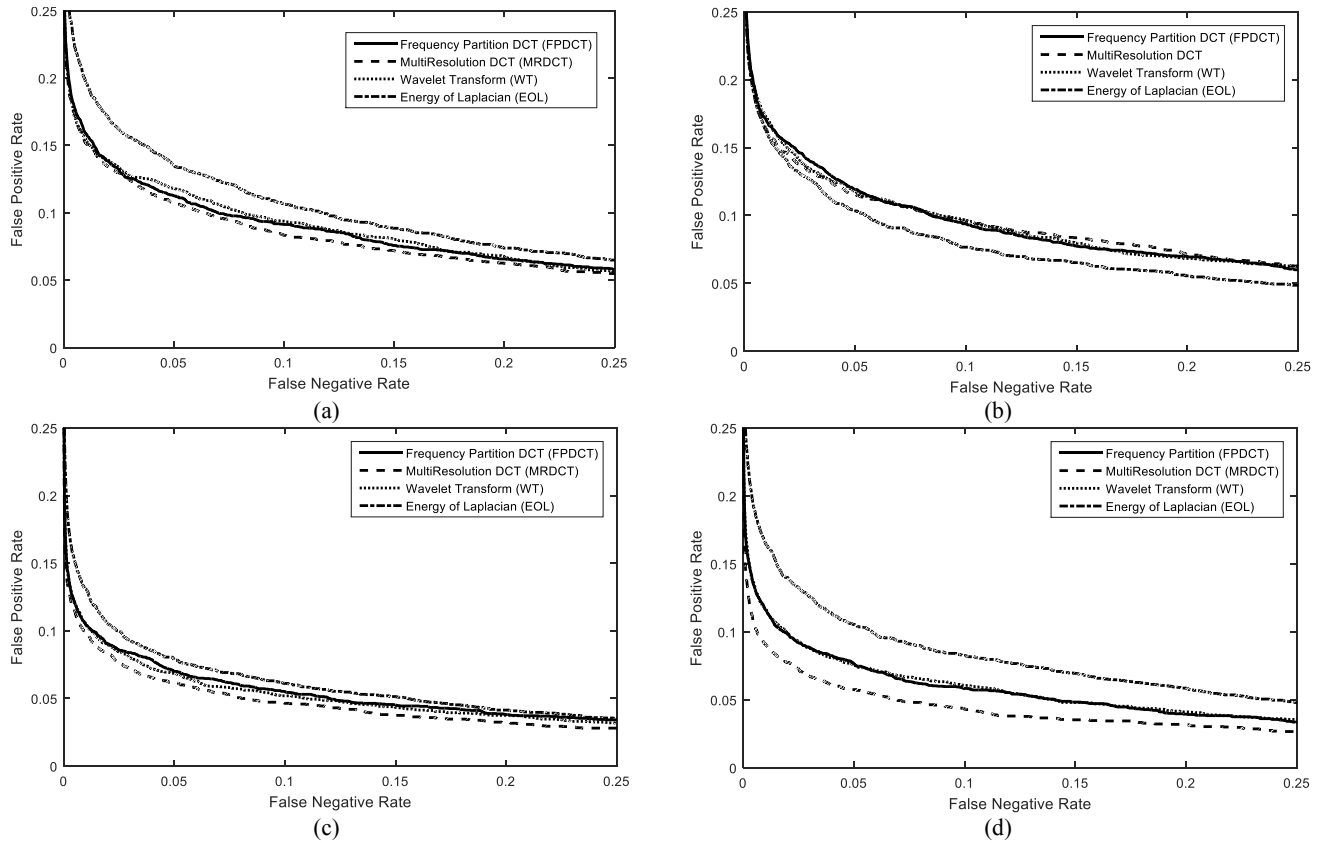 0.25
0.2
0.15
0.1
0.05
0
False Positive Rate
Frequency Partition DCT (FPDCT)
MultiResolution DCT (MRDCT)
Wavelet Transform (WT)
Energy of Laplacian (EOL)
0 0.05 0.1 0.15 0.2 0.25
False Negative Rate
(a)
0.25
0.2
0.15
0.1
0.05
0
False Positive Rate
Frequency Partition DCT (FPDCT)
MultiResolution DCT
Wavelet Transform (WT)
Energy of Laplacian (EOL)
0 0.05 0.1 0.15 0.2 0.25
False Negative Rate
(b)
0.25
0.2
0.15
0.1
0.05
0
False Positive Rate
Frequency Partition DCT (FPDCT)
MultiResolution DCT (MRDCT)
Wavelet Transform (WT)
Energy of Laplacian (EOL)
0 0.05 0.1 0.15 0.2 0.25
False Negative Rate
(c)
0.25
0.2
0.15
0.1
0.05
0
False Positive Rate
Frequency Partition (FPDCT)
MultiResolution DCT (MRDCT)
Wavelet Transform (WT)
Energy of Laplacian (EOL)
0 0.05 0.1 0.15 0.2 0.25
False Negative Rate
(d)